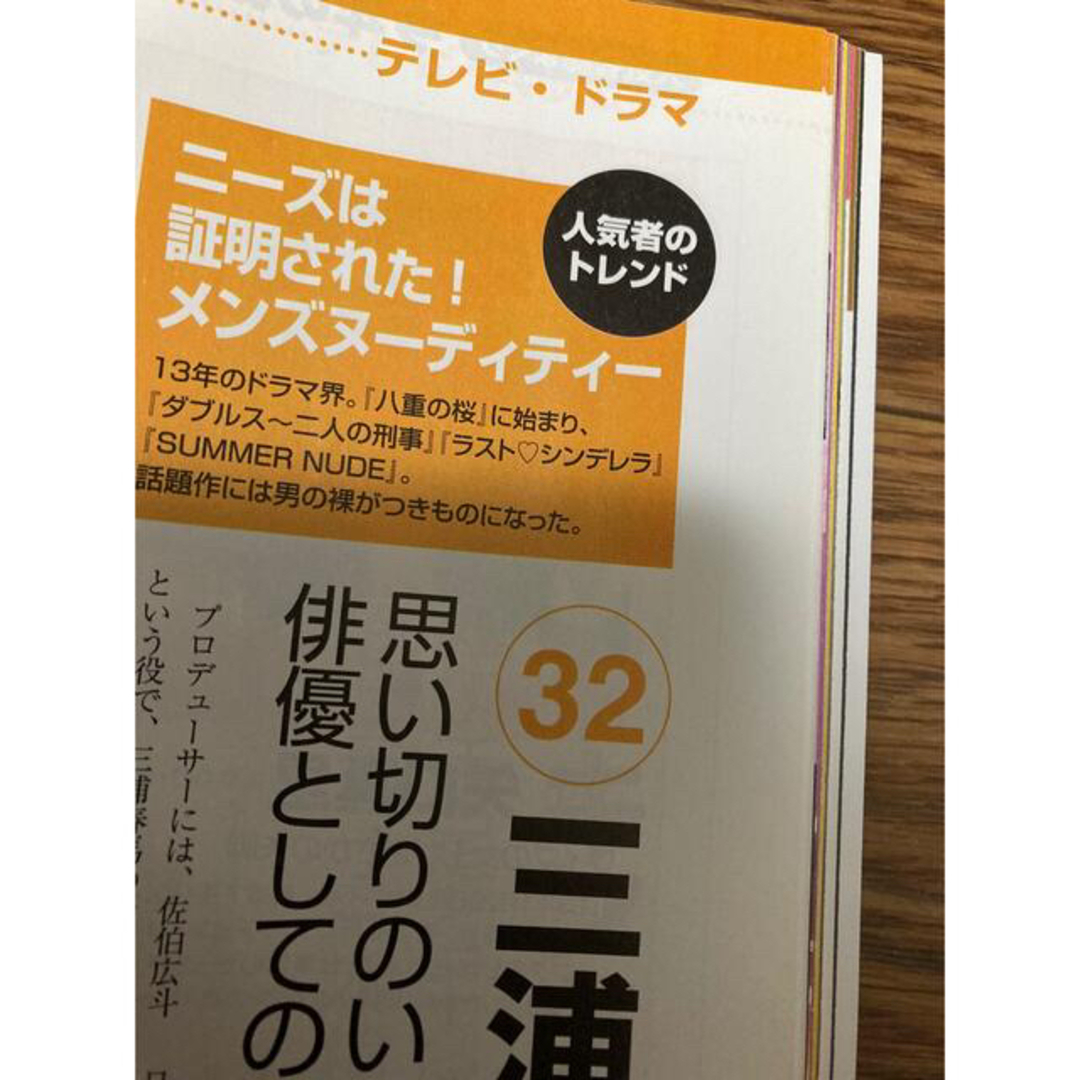 テレビ・ドラマ
人気者の
トレンド
ニーズは
証明された！
メンズヌーディティー
13年のドラマ界。『八重の桜』に始まり、
『ダブルス〜二人の刑事』『ラスト♡シンデレラ』
『SUMMER NUDE』。
話題作には男の裸がつきものになった。
32
三浦
思い切りのい
俳優としての
プロデューサーには、佐伯広斗
という役で、三浦春馬の